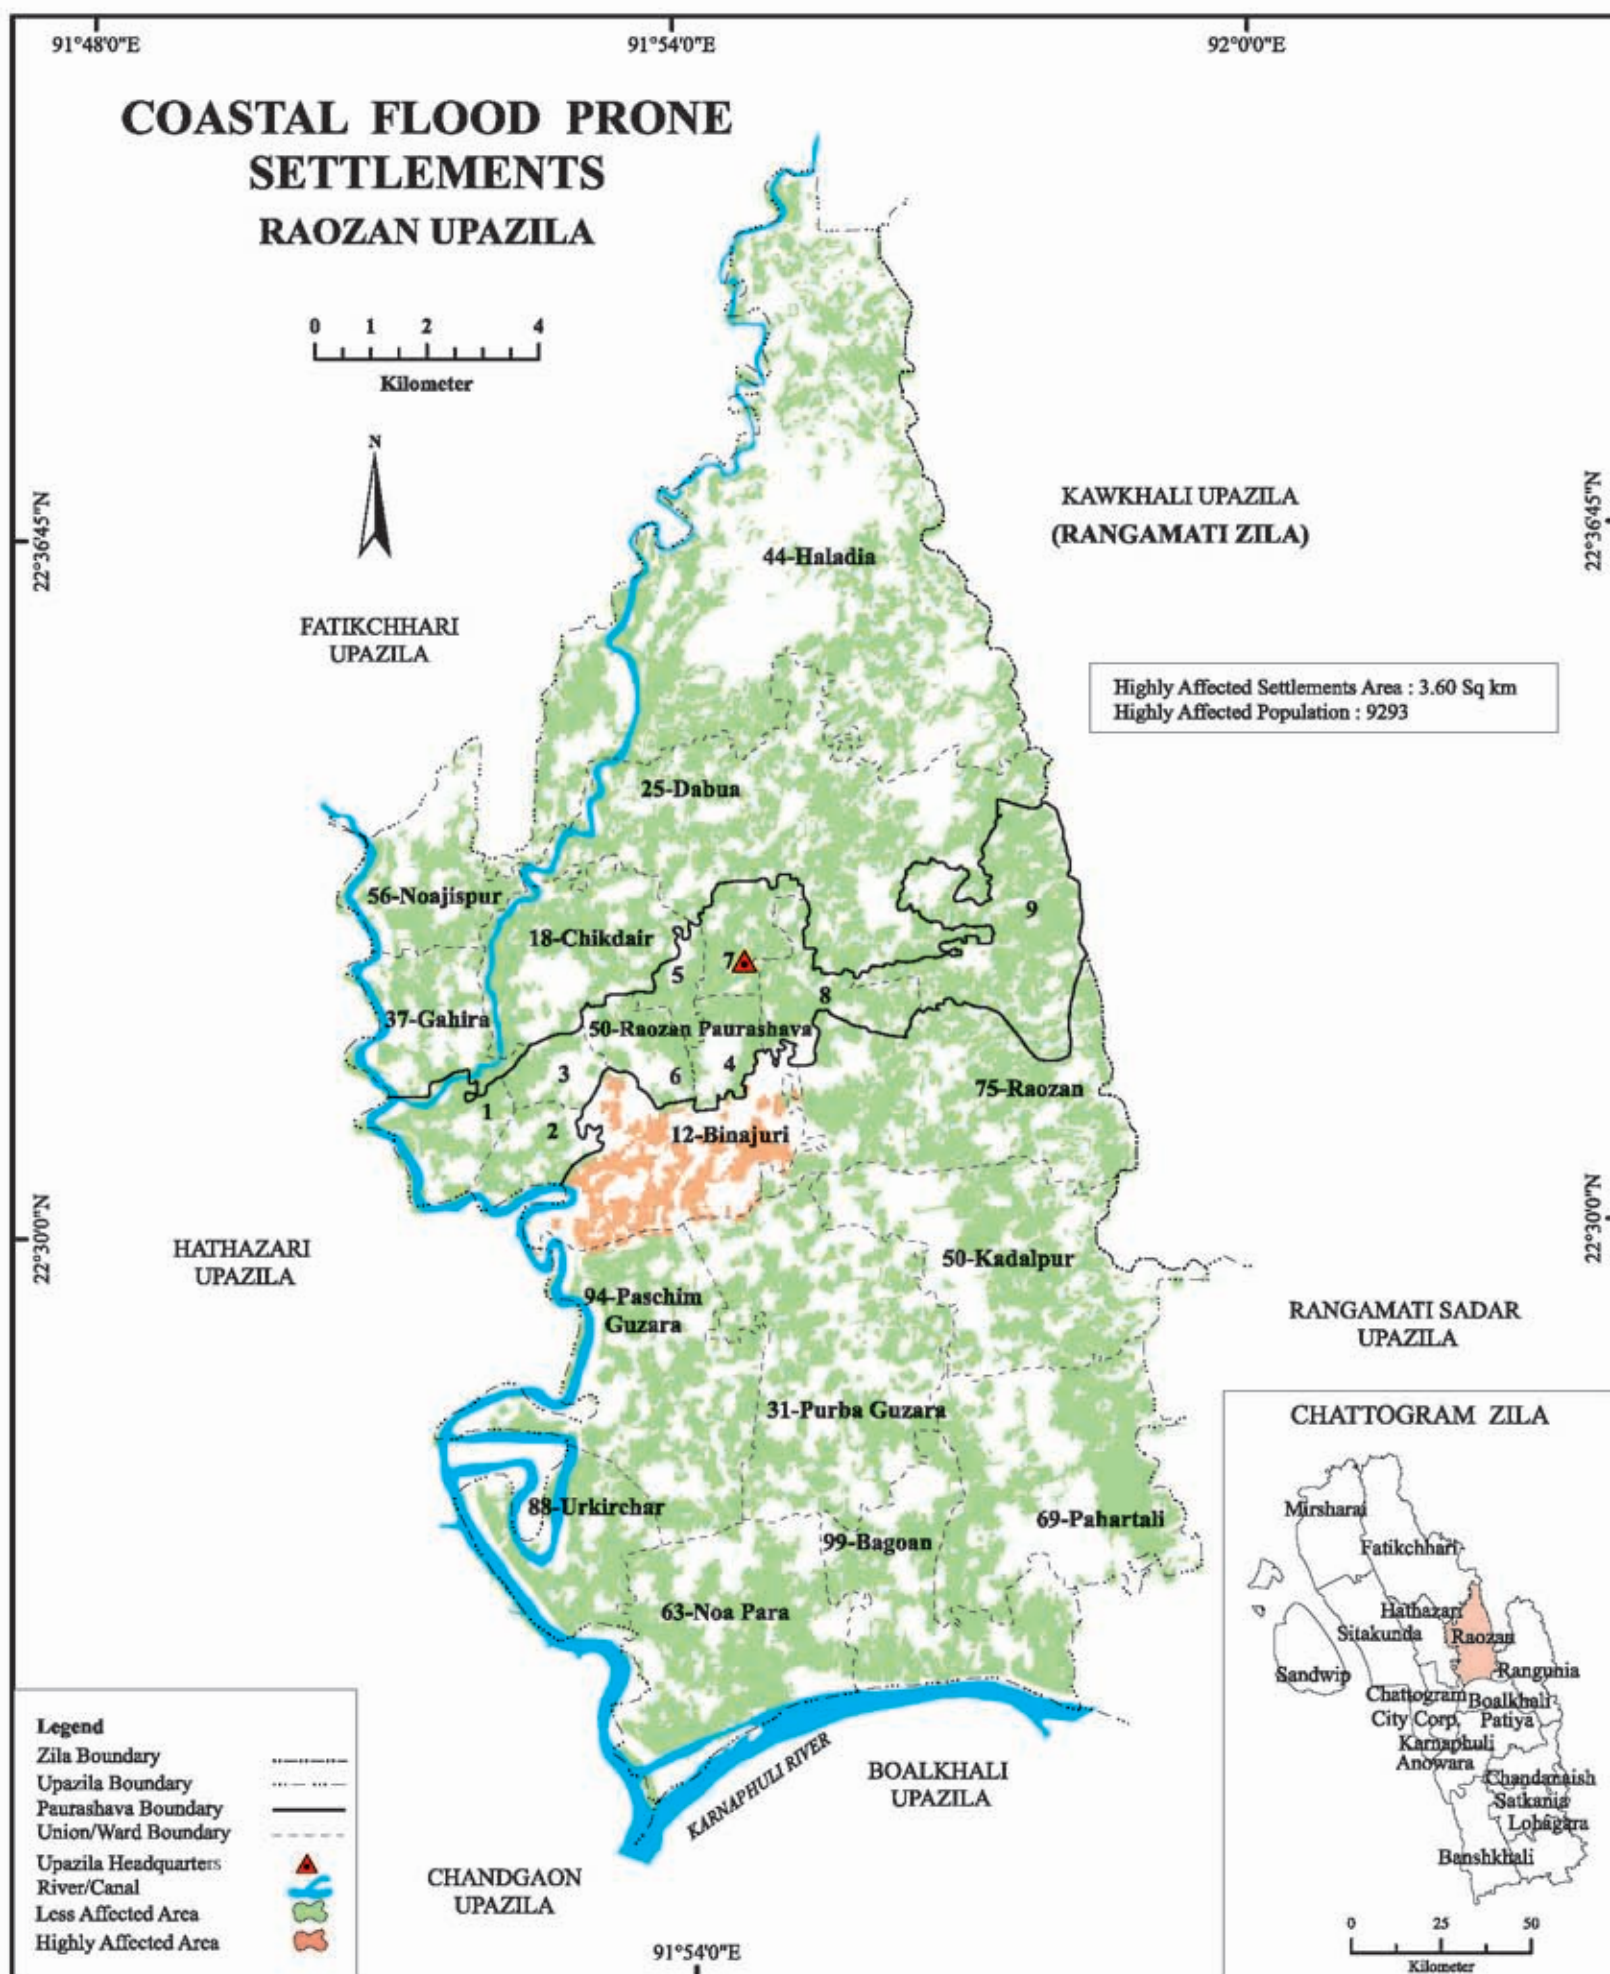 91°48'0"E
91°54'0"E
92°0'0"E
COASTAL FLOOD PRONE
SETTLEMENTS
RAOZAN UPAZILA
0 1 2 4
Kilometer
N
22°36'45"N
22°36'45"N
KAWKHALI UPAZILA
(RANGAMATI ZILA)
44-Haladia
FATIKCHHARI
UPAZILA
Highly Affected Settlements Area : 3.60 Sq km
Highly Affected Population : 9293
25-Dabua
56-Noajispur
9
18-Chikdair
7
5
8
37-Gahira
50-Raozan Paurashava
3
6
4
75-Raozan
1
2
12-Binajuri
22°30'0"N
22°30'0"N
HATHAZARI
UPAZILA
50-Kadalpur
94-Paschim
Guzara
RANGAMATI SADAR
UPAZILA
31-Purba Guzara
88-Urkirchar
69-Pahartali
99-Bagoan
63-Noa Para
KARNAPHULI RIVER
BOALKHALI
UPAZILA
CHANDGAON
UPAZILA
91°54'0"E
Legend
Zila Boundary
Upazila Boundary
Paurashava Boundary
Union/Ward Boundary
Upazila Headquarters
River/Canal
Less Affected Area
Highly Affected Area
CHATTOGRAM ZILA
Mirsharai
Fatikchhari
Hathazari
Sitakunda
Raozan
Sandwip
Rangunia
Chattogram
City Corp.
Boalkhali
Patiya
Karnaphuli
Anowara
Chandanaish
Satkania
Lohagara
Banshkhali
0 25 50
Kilometer